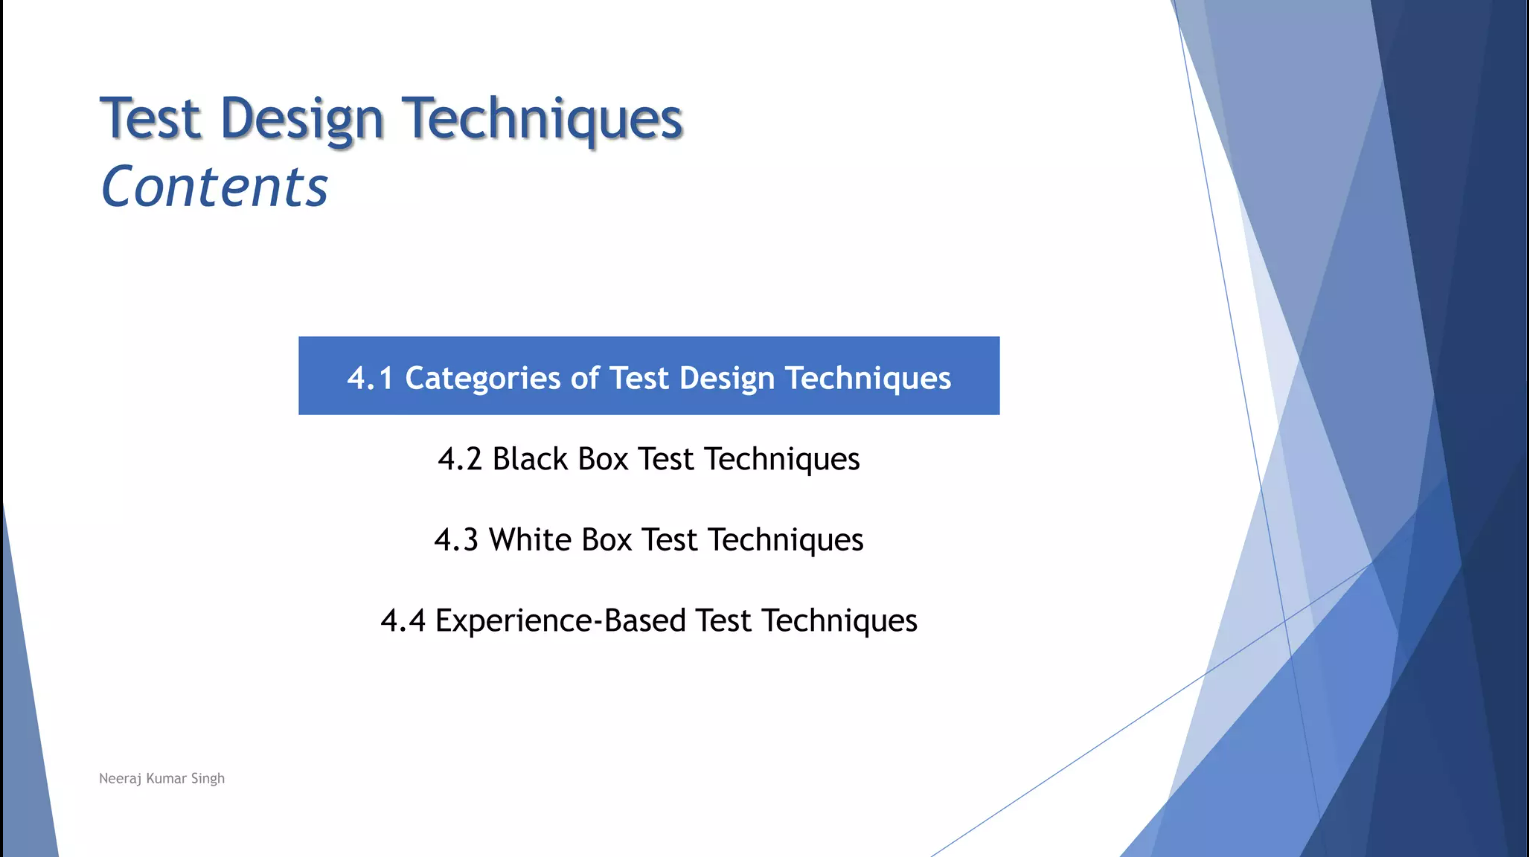 Test Design Techniques
Contents
4.1 Categories of Test Design Techniques
4.2 Black Box Test Techniques
4.3 White Box Test Techniques
4.4 Experience-Based Test Techniques
Neeraj Kumar Singh